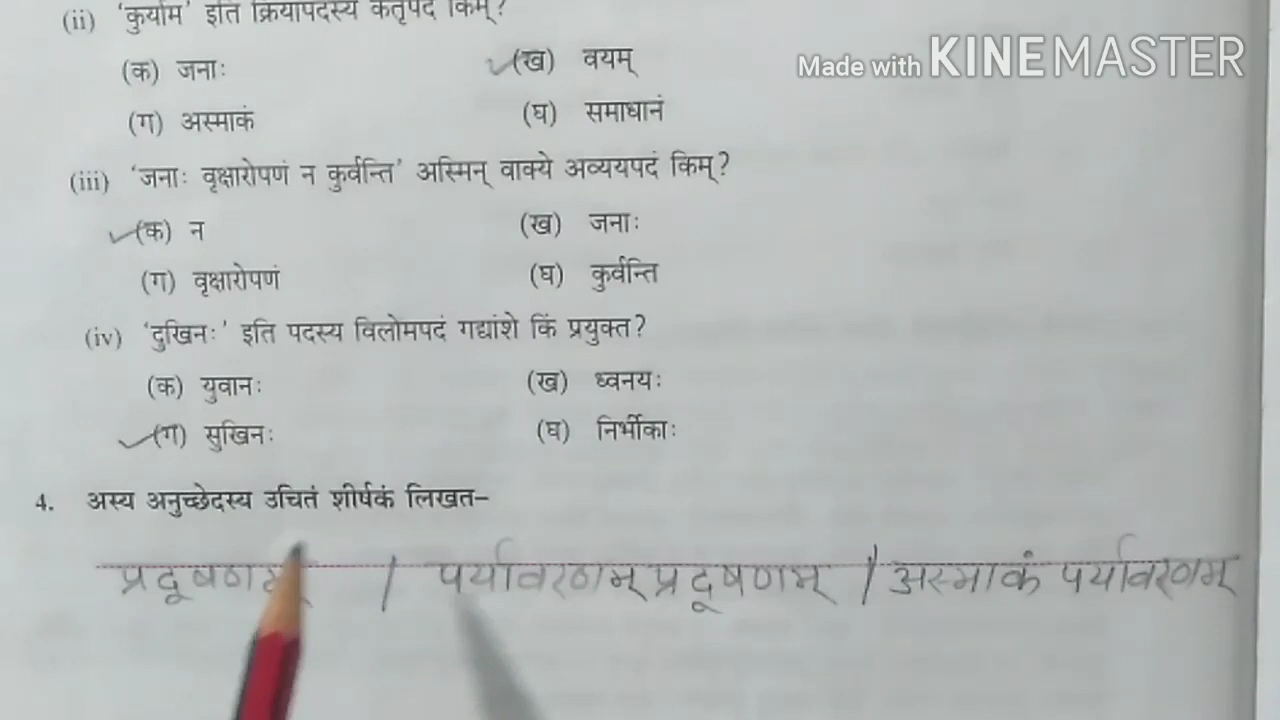 (ii) 'कुर्याम' इति क्रियापदस्य कर्तृपदं किम्?
Made with KINEMASTER
(क) जनाः (ख) वयम्
(ग) अस्माकं (घ) समाधानं
(iii) 'जनाः वृक्षारोपणं न कुर्वन्ति' अस्मिन् वाक्ये अव्ययपदं किम्?
(क) न (ख) जनाः
(ग) वृक्षारोपणं (घ) कुर्वन्ति
(iv) 'दुखिनः' इति पदस्य विलोमपदं गद्यांशे किं प्रयुक्त?
(क) युवानः (ख) ध्वनयः
(ग) सुखिनः (घ) निर्भीकाः
4. अस्य अनुच्छेदस्य उचितं शीर्षकं लिखत–
प्रदूषणम् / पर्यावरणम् प्रदूषणम् / अस्माकं पर्यावरणम्